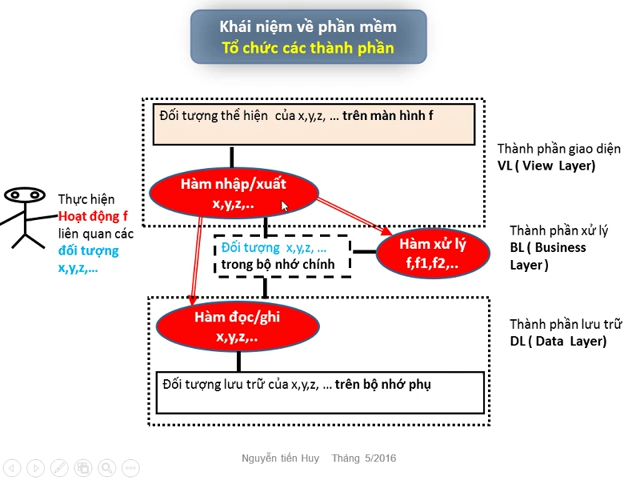 Khái niệm về phần mềm
Tổ chức các thành phần
Đối tượng thể hiện của x,y,z, ... trên màn hình f
Thành phần giao diện
VL ( View Layer)
Hàm nhập/xuất
x,y,z,..
Thực hiện
Hoạt động f
liên quan các
đối tượng
x,y,z,...
Đối tượng x,y,z, ...
trong bộ nhớ chính
Hàm xử lý
f,f1,f2,..
Thành phần xử lý
BL ( Business
Layer )
Hàm đọc/ghi
x,y,z,..
Thành phần lưu trữ
DL ( Data Layer)
Đối tượng lưu trữ của x,y,z, ... trên bộ nhớ phụ
Nguyễn tiến Huy Tháng 5/2016